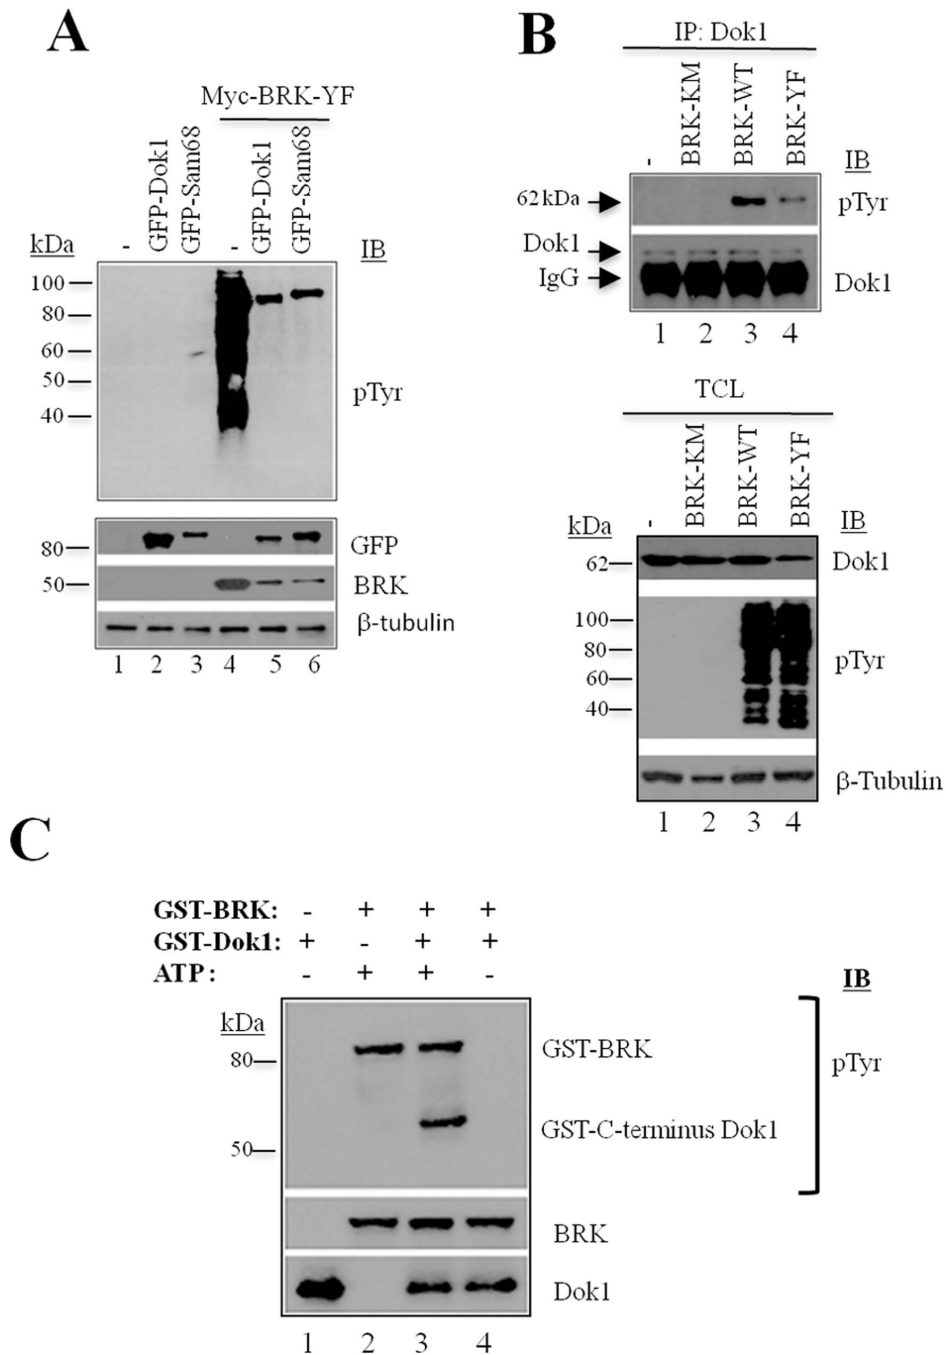 A
Myc-BRK-YF
- GFP-Dok1 GFP-Sam68 - GFP-Dok1 GFP-Sam68
kDa
IB
100
80
60
50
40
pTyr
80
GFP
50
BRK
β-tubulin
1 2 3 4 5 6
B
IP: Dok1
- BRK-KM BRK-WT BRK-YF
IB
62 kDa
pTyr
Dok1
IgG
Dok1
1 2 3 4
TCL
- BRK-KM BRK-WT BRK-YF
kDa
IB
62
Dok1
100
80
60
40
pTyr
β-Tubulin
1 2 3 4
C
GST-BRK: - + + +
GST-Dok1: + - + +
ATP: - + + -
IB
kDa
80
GST-BRK
pTyr
GST-C-terminus Dok1
50
BRK
Dok1
1 2 3 4